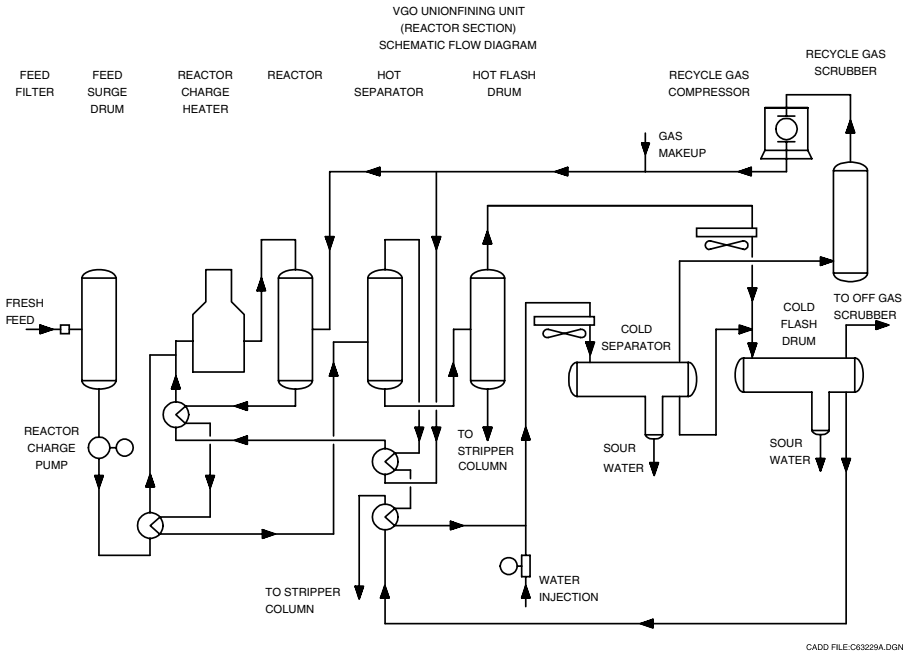 VGO UNIONFINING UNIT
(REACTOR SECTION)
SCHEMATIC FLOW DIAGRAM
RECYCLE GAS
SCRUBBER
FEED
FILTER
FEED
SURGE
DRUM
REACTOR
CHARGE
HEATER
REACTOR
HOT
SEPARATOR
HOT FLASH
DRUM
RECYCLE GAS
COMPRESSOR
GAS
MAKEUP
FRESH
FEED
COLD
SEPARATOR
COLD
FLASH
DRUM
TO OFF GAS
SCRUBBER
REACTOR
CHARGE
PUMP
TO
STRIPPER
COLUMN
SOUR
WATER
SOUR
WATER
TO STRIPPER
COLUMN
WATER
INJECTION
CADD FILE:C63229A.DGN